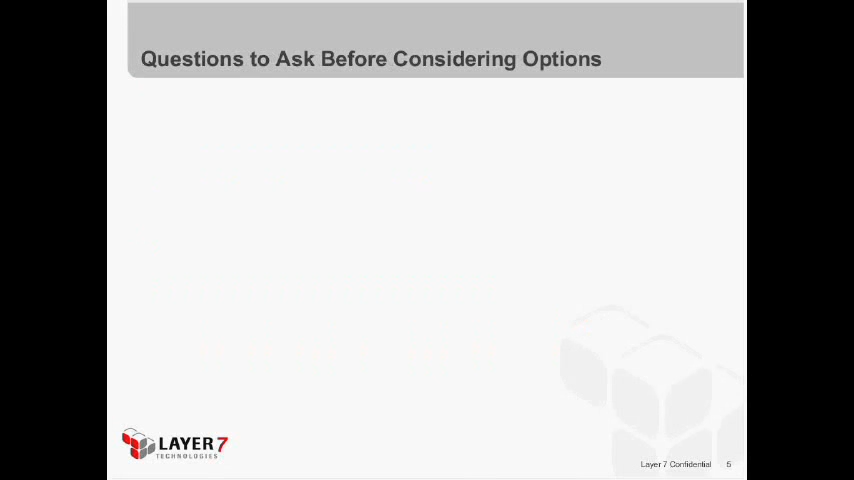 Questions to Ask Before Considering Options
LAYER 7
TECHNOLOGIES
Layer 7 Confidential 5